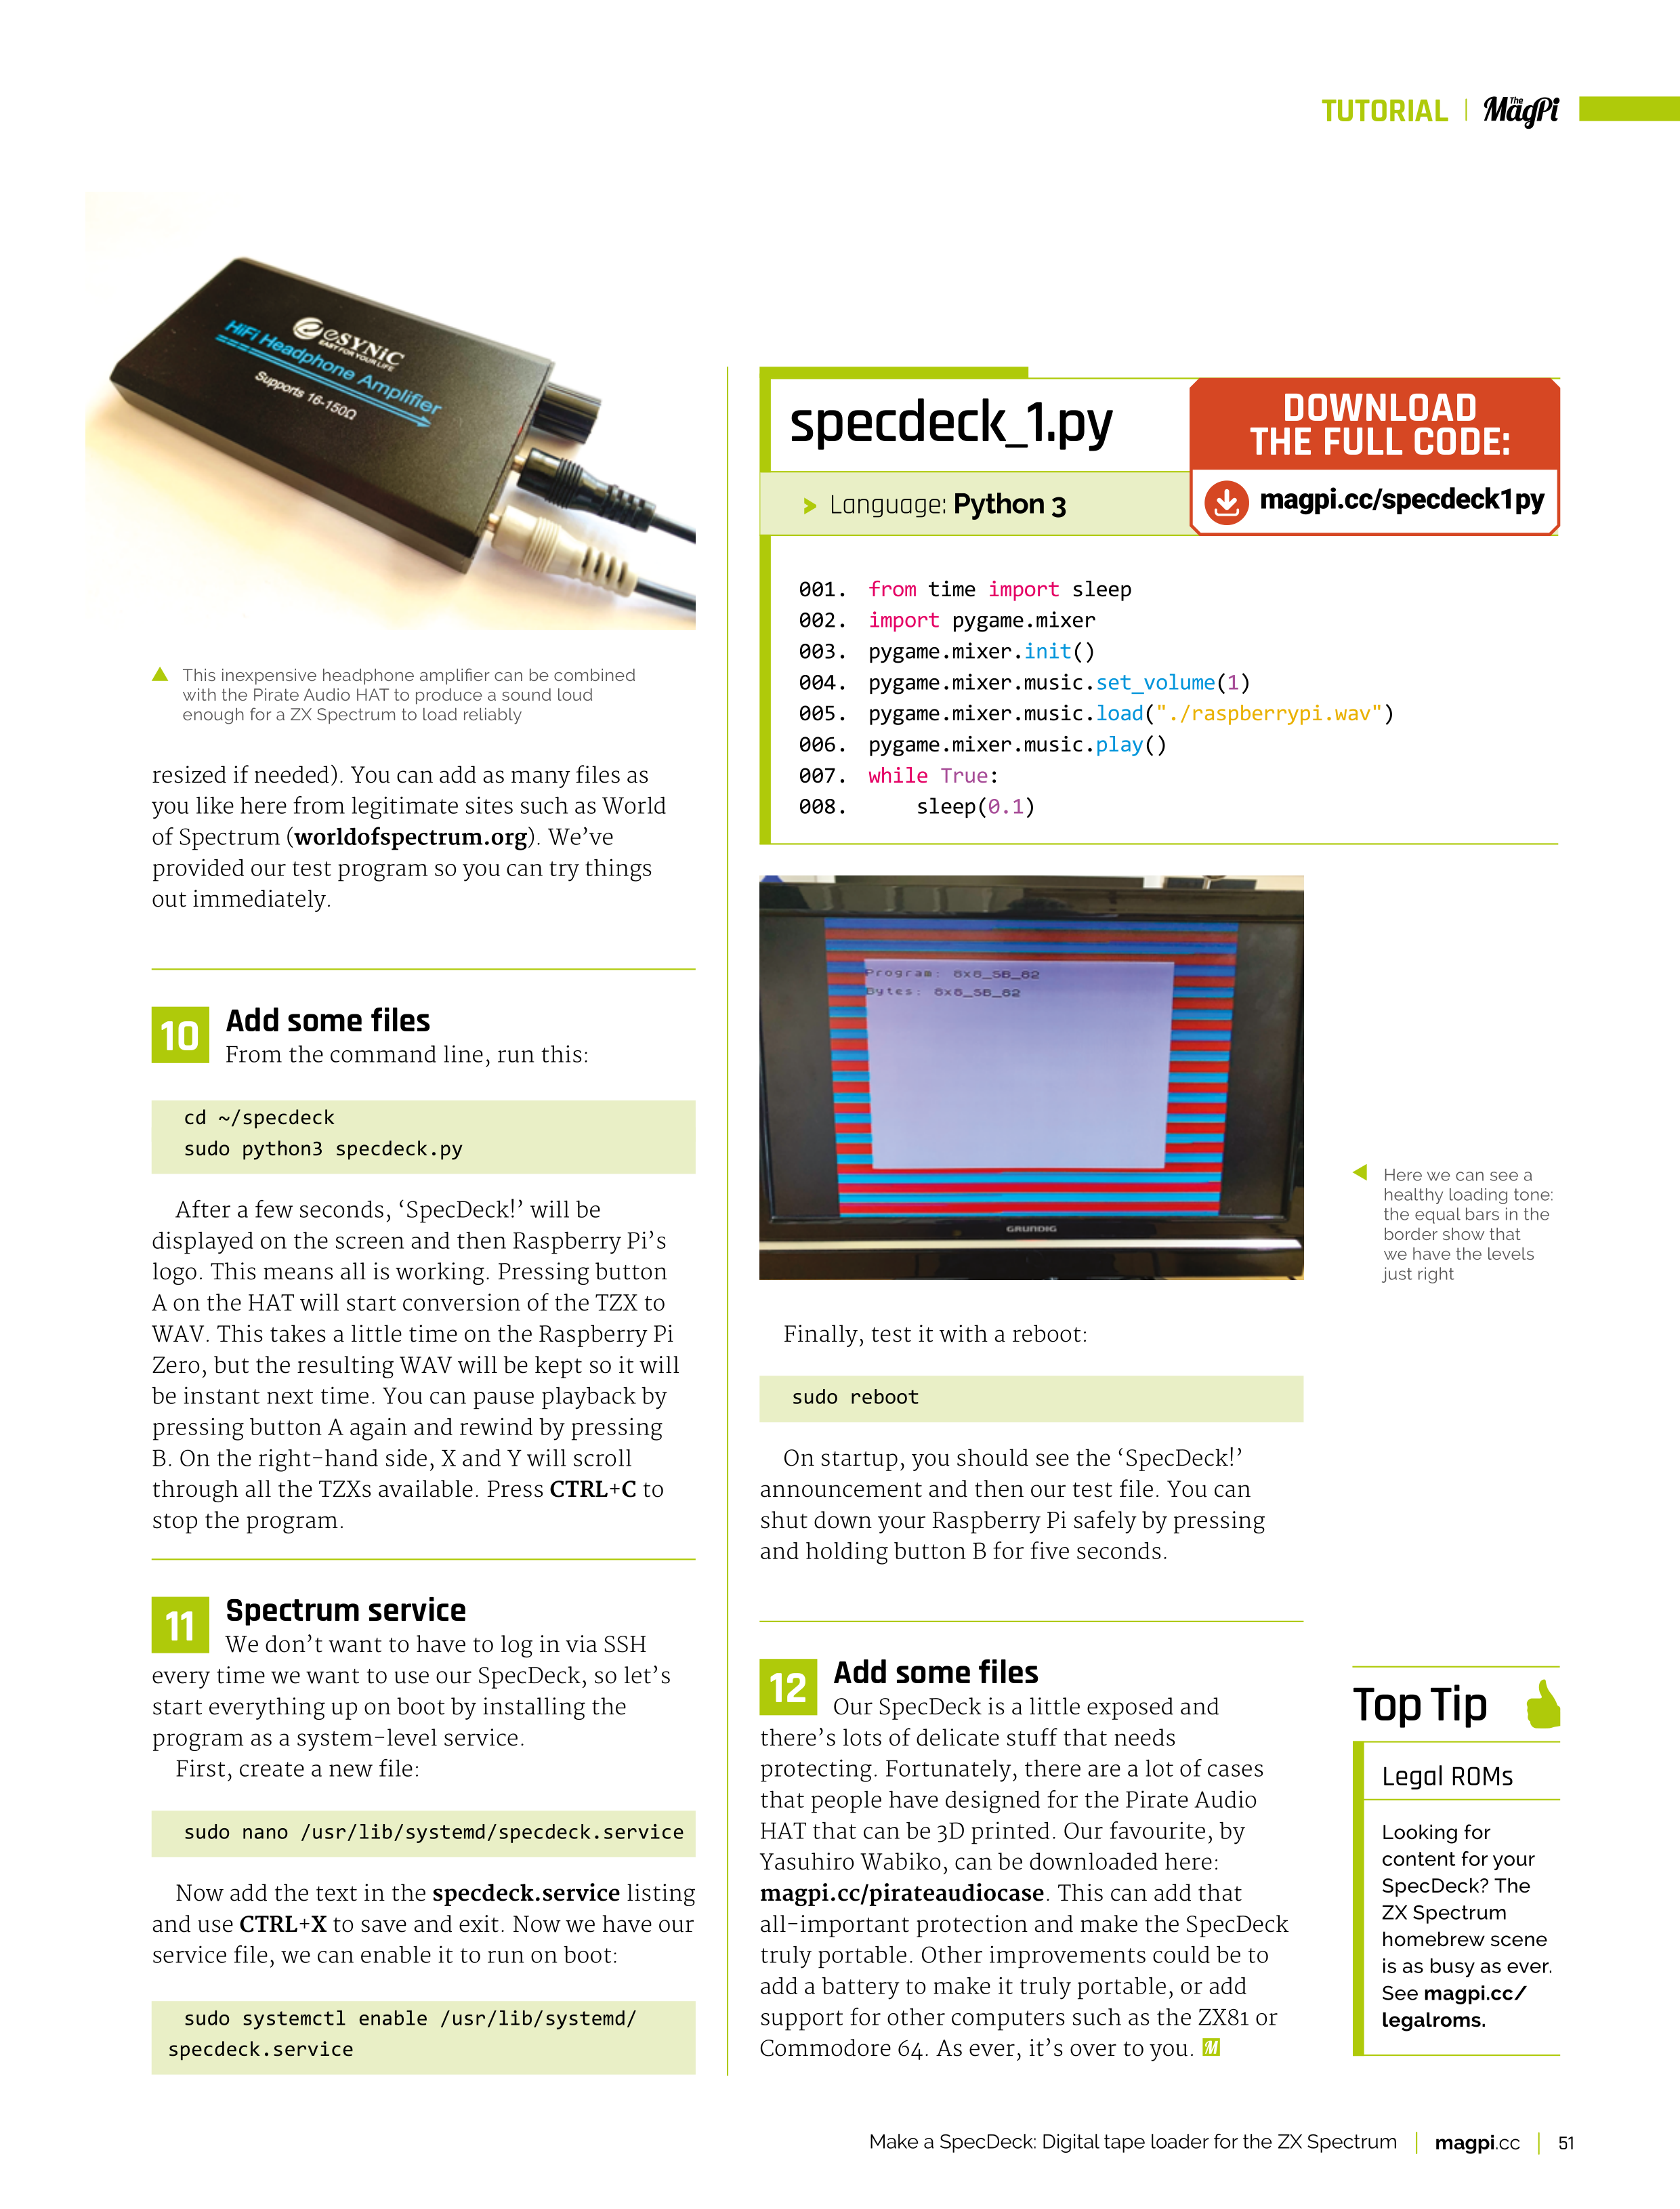 TUTORIAL
The MagPi
eSYNiC
EASY FOR YOUR LIFE
HiFi Headphone Amplifier
Supports 16-150Ω
This inexpensive headphone amplifier can be combined
with the Pirate Audio HAT to produce a sound loud
enough for a ZX Spectrum to load reliably
resized if needed). You can add as many files as
you like here from legitimate sites such as World
of Spectrum (worldofspectrum.org). We’ve
provided our test program so you can try things
out immediately.
10 Add some files
From the command line, run this:
cd ~/specdeck
sudo python3 specdeck.py
After a few seconds, ‘SpecDeck!’ will be
displayed on the screen and then Raspberry Pi’s
logo. This means all is working. Pressing button
A on the HAT will start conversion of the TZX to
WAV. This takes a little time on the Raspberry Pi
Zero, but the resulting WAV will be kept so it will
be instant next time. You can pause playback by
pressing button A again and rewind by pressing
B. On the right-hand side, X and Y will scroll
through all the TZXs available. Press CTRL+C to
stop the program.
11 Spectrum service
We don’t want to have to log in via SSH
every time we want to use our SpecDeck, so let’s
start everything up on boot by installing the
program as a system-level service.
First, create a new file:
sudo nano /usr/lib/systemd/specdeck.service
Now add the text in the specdeck.service listing
and use CTRL+X to save and exit. Now we have our
service file, we can enable it to run on boot:
sudo systemctl enable /usr/lib/systemd/
specdeck.service
specdeck_1.py
> Language: Python 3
DOWNLOAD
THE FULL CODE:
magpi.cc/specdeck1py
001. from time import sleep
002. import pygame.mixer
003. pygame.mixer.init()
004. pygame.mixer.music.set_volume(1)
005. pygame.mixer.music.load("./raspberrypi.wav")
006. pygame.mixer.music.play()
007. while True:
008. sleep(0.1)
Program: 8x8_SB_82
Bytes: 8x8_SB_82
GRUNDIG
Here we can see a
healthy loading tone:
the equal bars in the
border show that
we have the levels
just right
Finally, test it with a reboot:
sudo reboot
On startup, you should see the ‘SpecDeck!’
announcement and then our test file. You can
shut down your Raspberry Pi safely by pressing
and holding button B for five seconds.
12 Add some files
Our SpecDeck is a little exposed and
there’s lots of delicate stuff that needs
protecting. Fortunately, there are a lot of cases
that people have designed for the Pirate Audio
HAT that can be 3D printed. Our favourite, by
Yasuhiro Wabiko, can be downloaded here:
magpi.cc/pirateaudiocase. This can add that
all-important protection and make the SpecDeck
truly portable. Other improvements could be to
add a battery to make it truly portable, or add
support for other computers such as the ZX81 or
Commodore 64. As ever, it’s over to you. M
Top Tip
Legal ROMs
Looking for
content for your
SpecDeck? The
ZX Spectrum
homebrew scene
is as busy as ever.
See magpi.cc/
legalroms.
Make a SpecDeck: Digital tape loader for the ZX Spectrum
magpi.cc
51